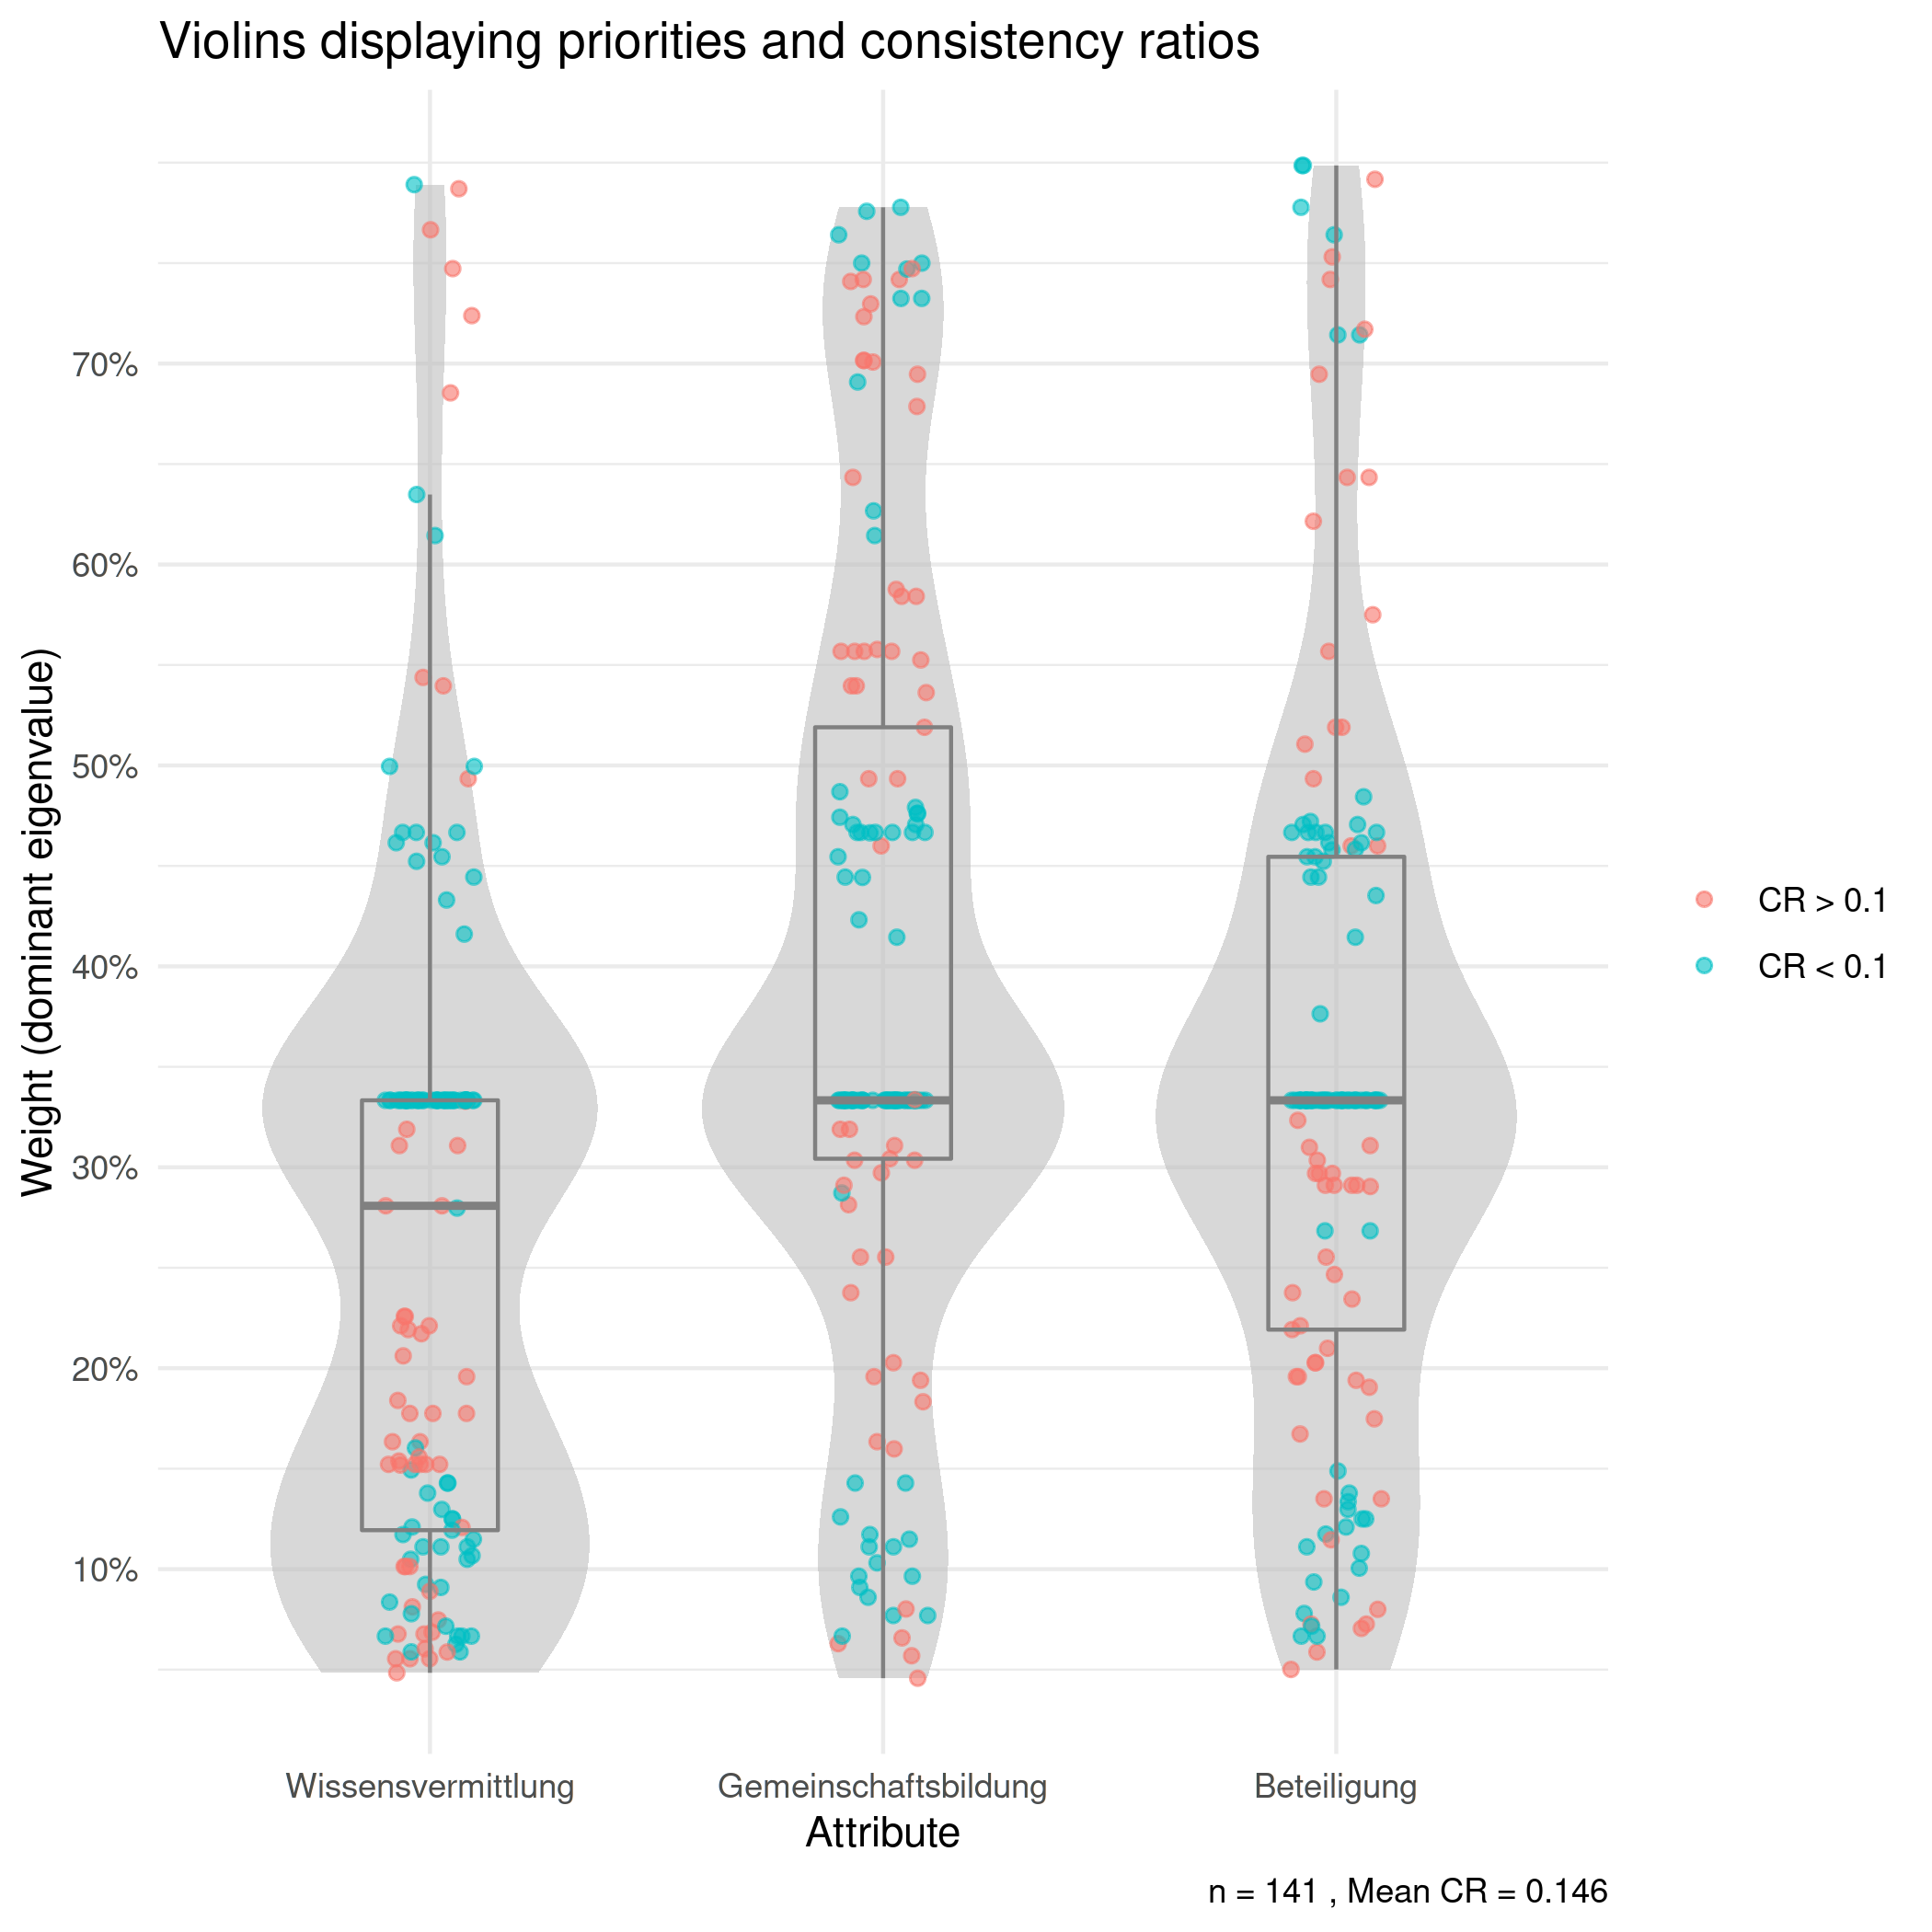 Violins displaying priorities and consistency ratios
Weight (dominant eigenvalue)
70%
60%
50%
40%
30%
20%
10%
CR > 0.1
CR < 0.1
Wissensvermittlung
Gemeinschaftsbildung
Beteiligung
Attribute
n = 141 , Mean CR = 0.146